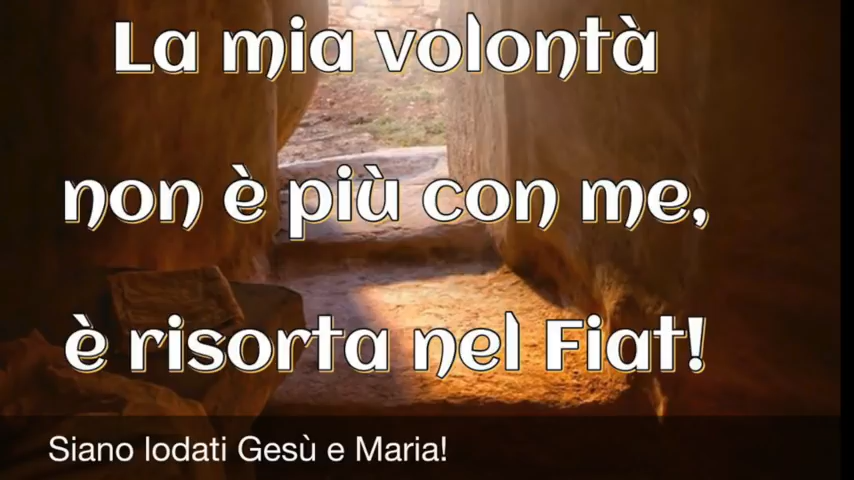 La mia volontà
non è più con me,
è risorta nel Fiat!
Siano lodati Gesù e Maria!